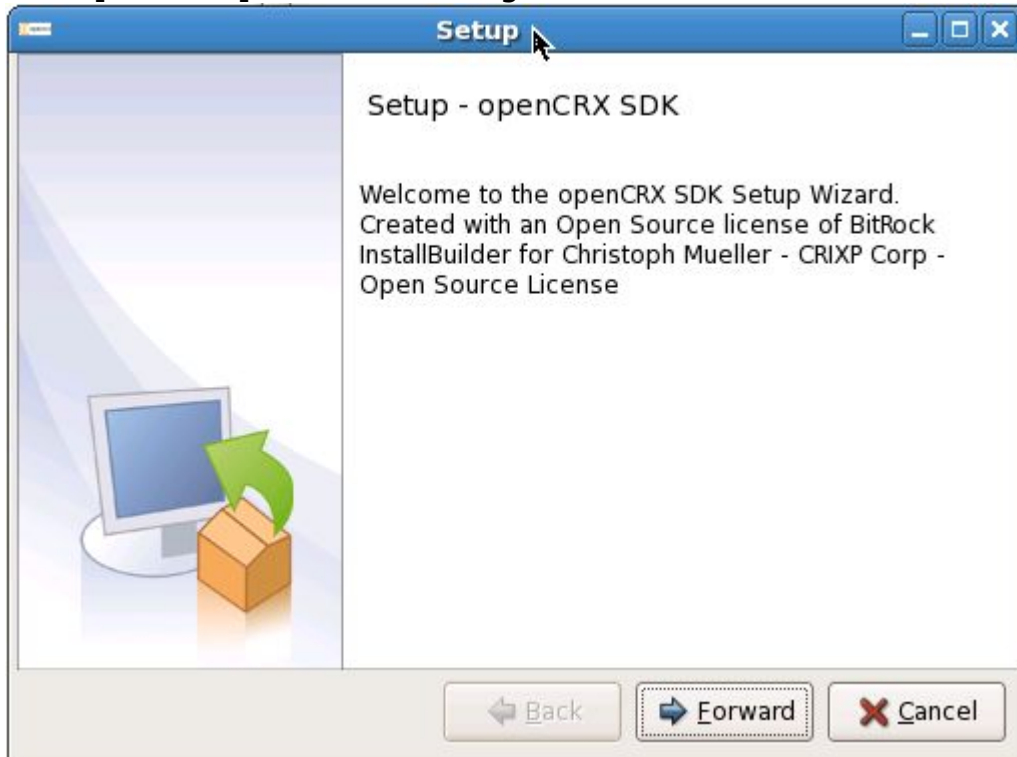 Setup
Setup - openCRX SDK
Welcome to the openCRX SDK Setup Wizard.
Created with an Open Source license of BitRock
InstallBuilder for Christoph Mueller - CRIXP Corp -
Open Source License
Back
Forward
Cancel